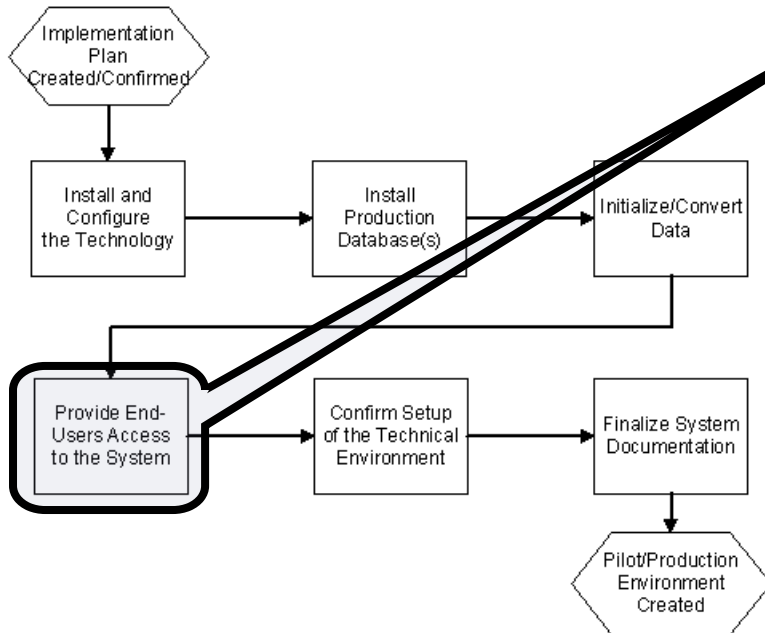 Implementation
Plan
Created/Confirmed
Install and
Configure
the Technology
Install
Production
Database(s)
Initialize/Convert
Data
Provide End-
Users Access
to the System
Confirm Setup
of the Technical
Environment
Finalize System
Documentation
Pilot/Production
Environment
Created